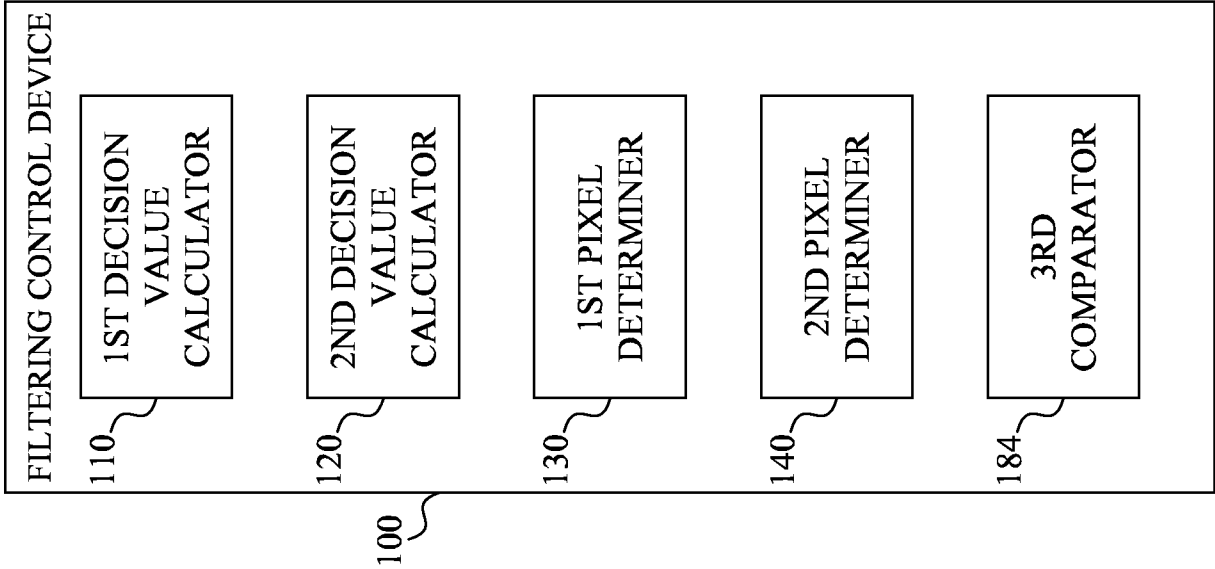 FILTERING CONTROL DEVICE
100
110
1ST DECISION
VALUE
CALCULATOR
120
2ND DECISION
VALUE
CALCULATOR
130
1ST PIXEL
DETERMINER
140
2ND PIXEL
DETERMINER
184
3RD
COMPARATOR